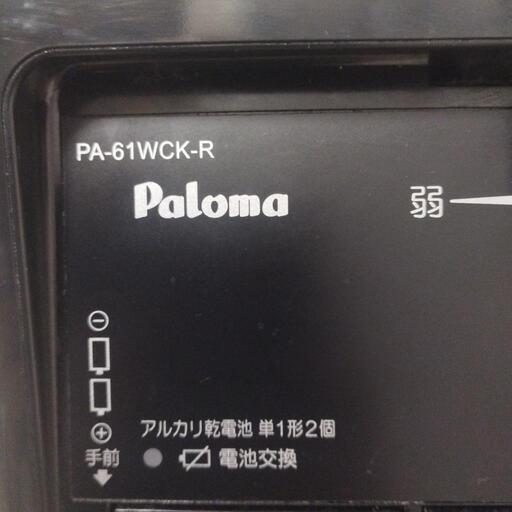 PA-61WCK-R
Paloma
弱
アルカリ乾電池 単1形2個
手前
電池交換